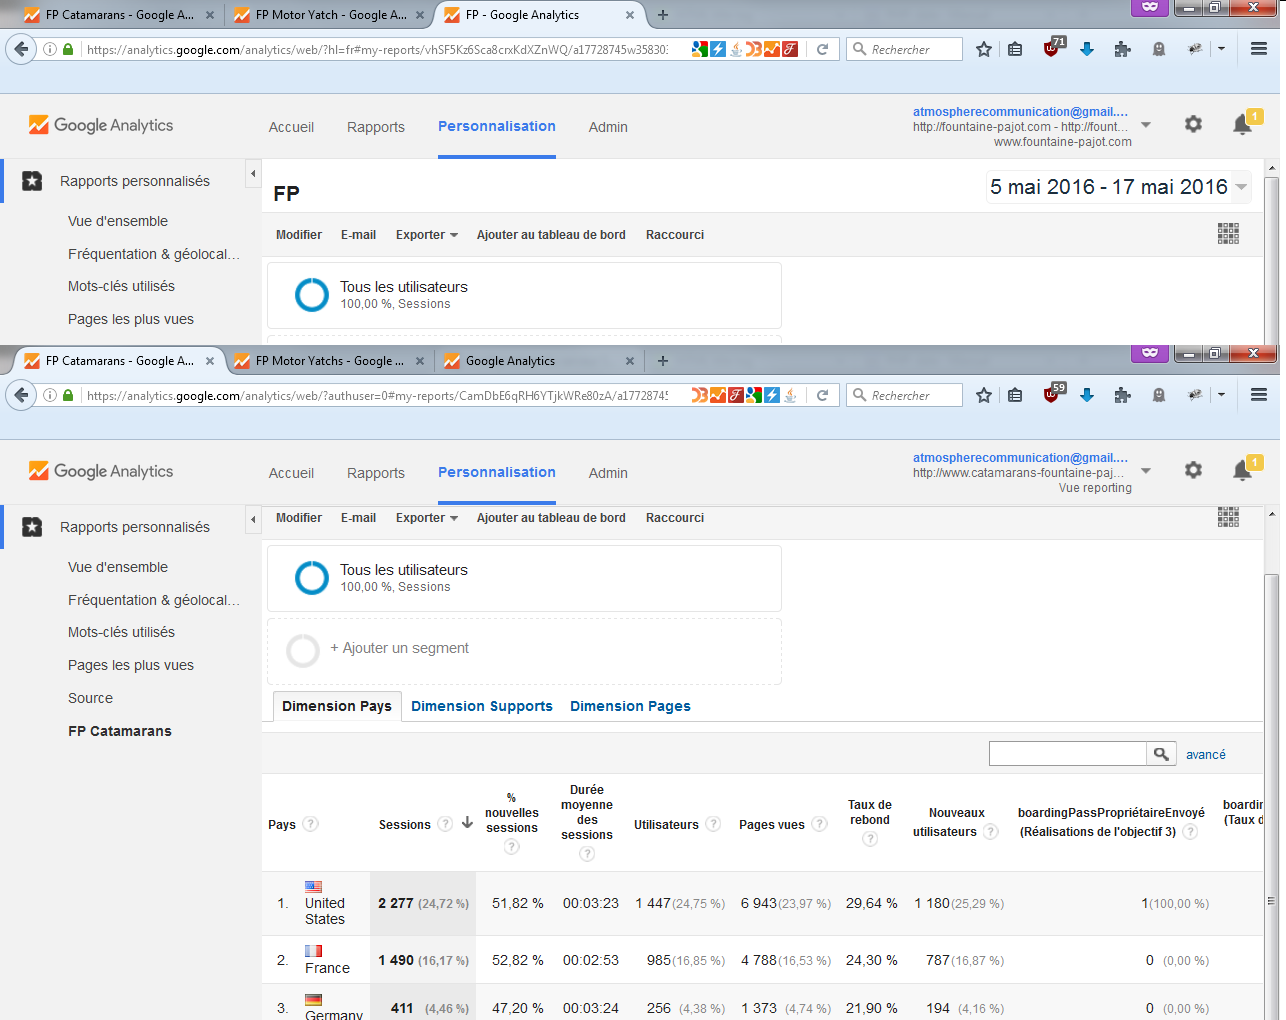 FP Catamarans - Google A...
FP Motor Yatch - Google A...
FP - Google Analytics
https://analytics.google.com/analytics/web/?hl=fr#my-reports/vhSF5Kz6Sca8crxKdXZnWQ/a17728745w35830
Rechercher
71
Google Analytics
Accueil
Rapports
Personnalisation
Admin
atmospherecommunication@gmail....
http://fountaine-pajot.com - http://fount...
www.fountaine-pajot.com
1
Rapports personnalisés
Vue d'ensemble
Fréquentation & géolocal...
Mots-clés utilisés
Pages les plus vues
FP
5 mai 2016 - 17 mai 2016
Modifier
E-mail
Exporter
Ajouter au tableau de bord
Raccourci
Tous les utilisateurs
100,00 %, Sessions
FP Catamarans - Google A...
FP Motor Yatchs - Google ...
Google Analytics
https://analytics.google.com/analytics/web/?authuser=0#my-reports/CamDbE6qRH6YTjkWRe80zA/a1772874
Rechercher
59
Google Analytics
Accueil
Rapports
Personnalisation
Admin
atmospherecommunication@gmail....
http://www.catamarans-fountaine-paj...
Vue reporting
1
Rapports personnalisés
Vue d'ensemble
Fréquentation & géolocal...
Mots-clés utilisés
Pages les plus vues
Source
FP Catamarans
Modifier
E-mail
Exporter
Ajouter au tableau de bord
Raccourci
Tous les utilisateurs
100,00 %, Sessions
+ Ajouter un segment
Dimension Pays
Dimension Supports
Dimension Pages
avancé
Pays ?
Sessions ?
% nouvelles sessions ?
Durée moyenne des sessions ?
Utilisateurs ?
Pages vues ?
Taux de rebond ?
Nouveaux utilisateurs ?
boardingPassPropriétaireEnvoyé (Réalisations de l'objectif 3) ?
1. United States 2 277 (24,72 %) 51,82 % 00:03:23 1 447 (24,75 %) 6 943 (23,97 %) 29,64 % 1 180 (25,29 %) 1 (100,00 %)
2. France 1 490 (16,17 %) 52,82 % 00:02:53 985 (16,85 %) 4 788 (16,53 %) 24,30 % 787 (16,87 %) 0 (0,00 %)
3. Germany 411 (4,46 %) 47,20 % 00:03:24 256 (4,38 %) 1 373 (4,74 %) 21,90 % 194 (4,16 %) 0 (0,00 %)